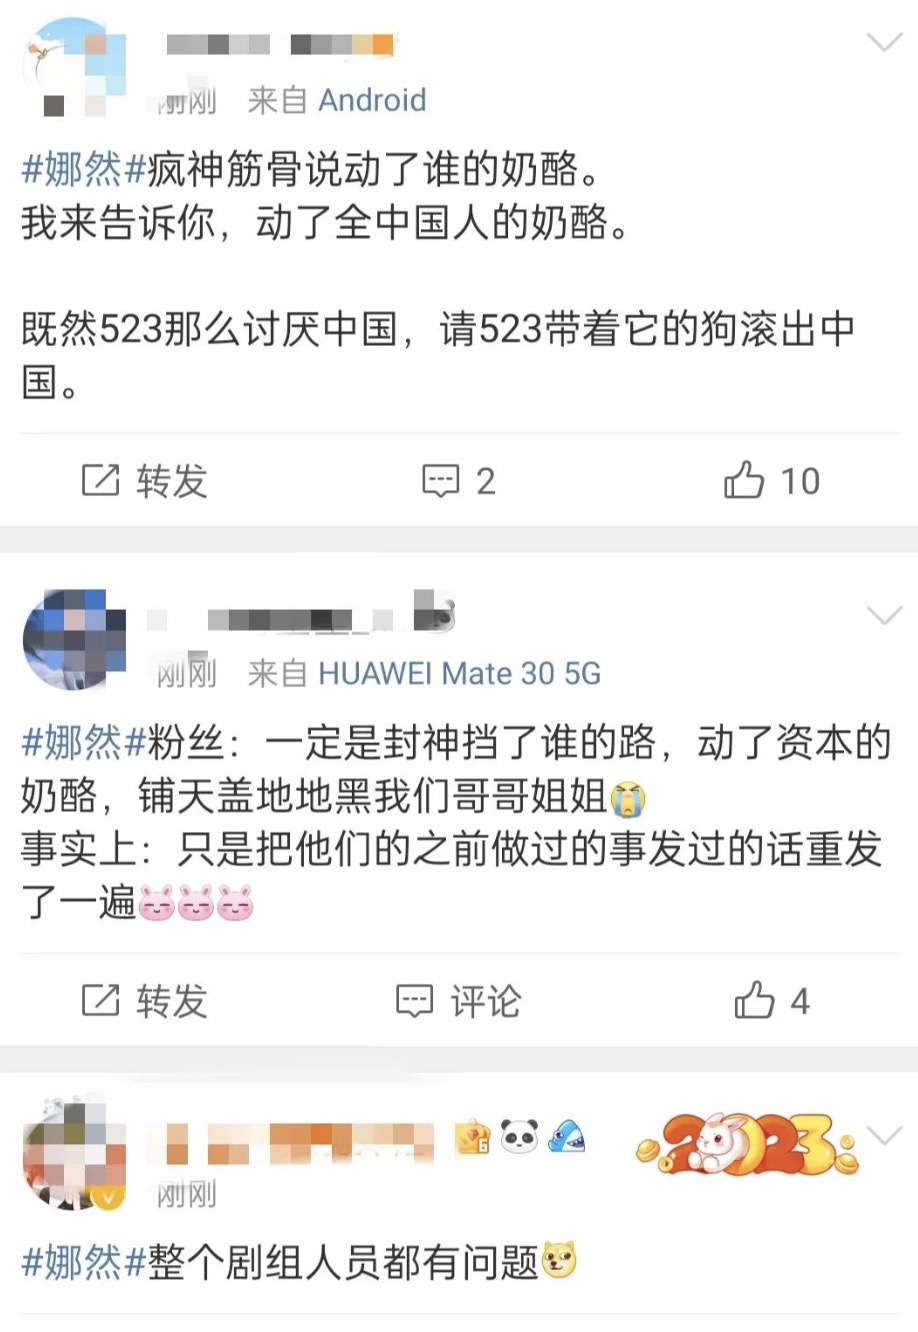 刚刚 来自 Android
#娜然#疯神筋骨说动了谁的奶酪。
我来告诉你，动了全中国人的奶酪。
既然523那么讨厌中国，请523带着它的狗滚出中
国。
转发 2 10
刚刚 来自 HUAWEI Mate 30 5G
#娜然#粉丝：一定是封神挡了谁的路，动了资本的
奶酪，铺天盖地地黑我们哥哥姐姐😭
事实上：只是把他们的之前做过的事发过的话重发
了一遍
转发 评论 4
6 2023
刚刚
#娜然#整个剧组人员都有问题